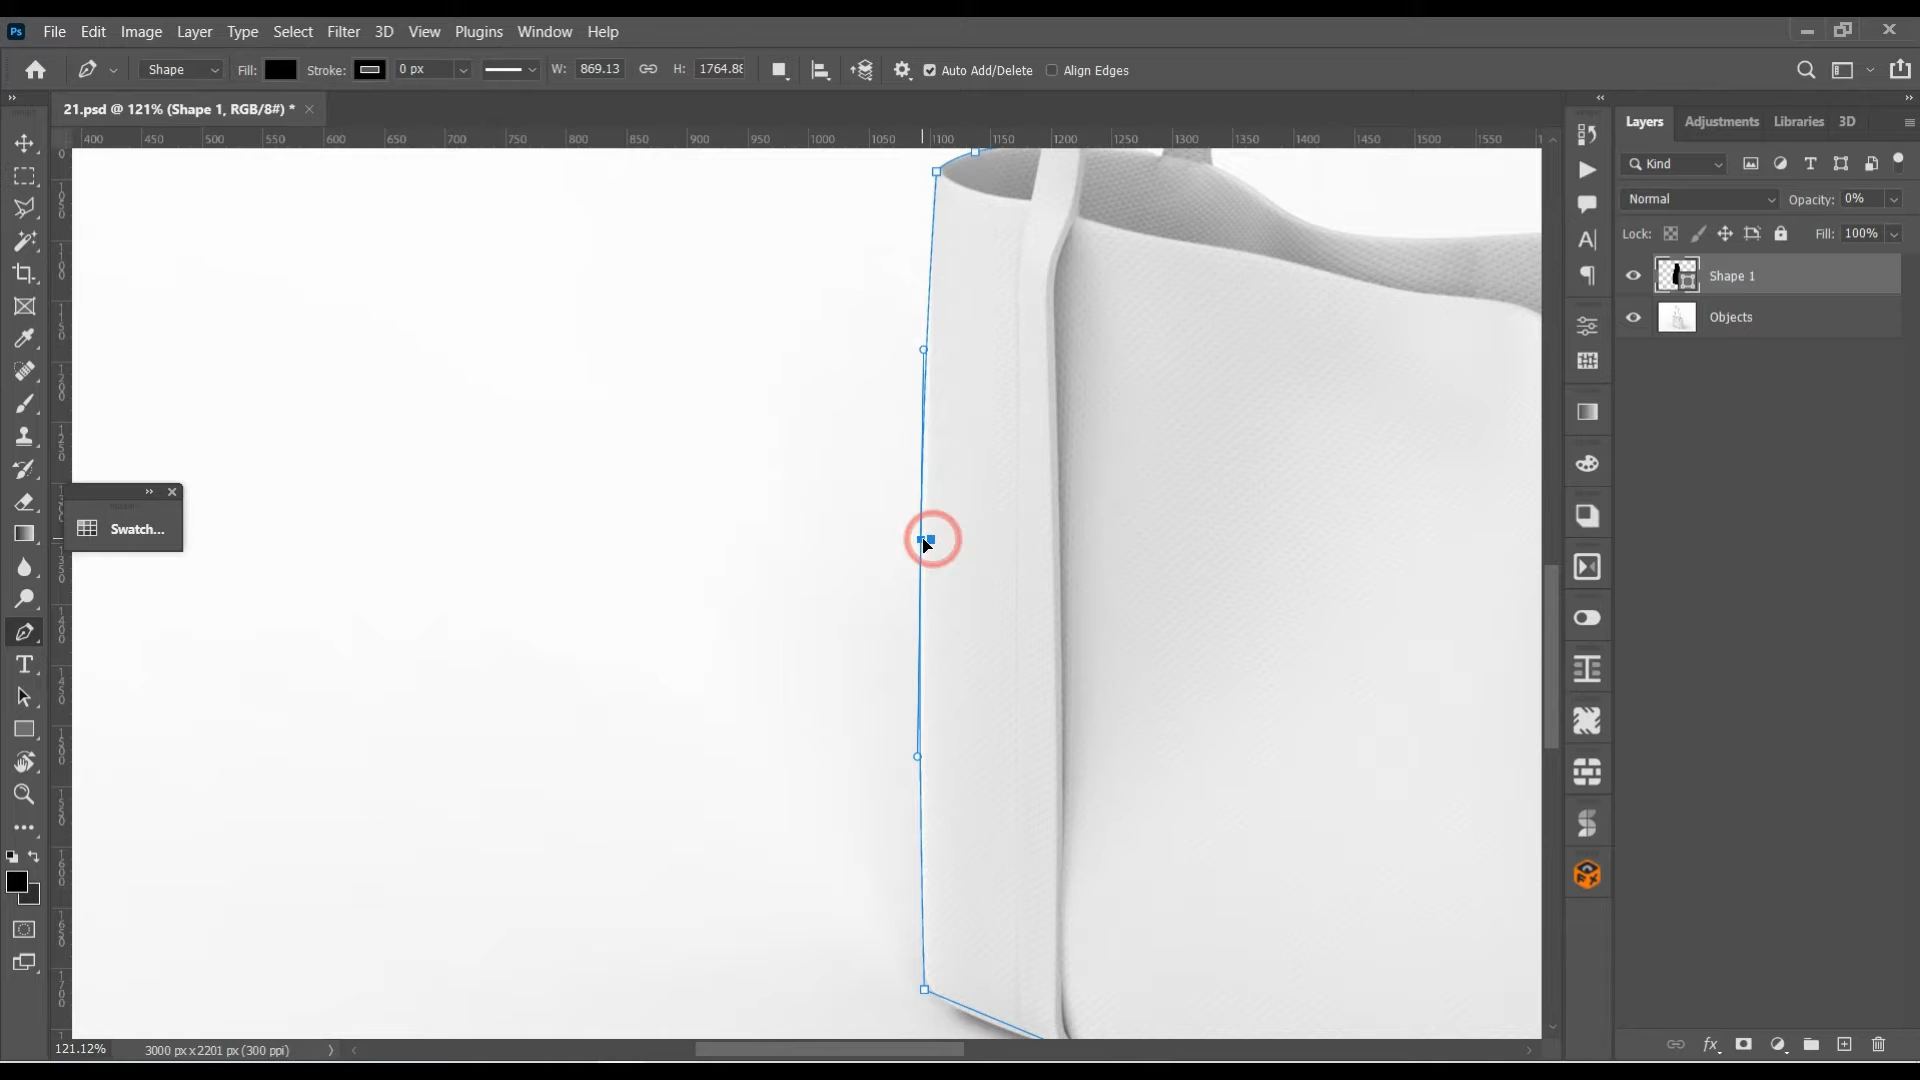 Ps File Edit Image Layer Type Select Filter 3D View Plugins Window Help
Shape Fill: Stroke: 0 px W: 869.13 H: 1764.88 Auto Add/Delete Align Edges
21.psd @ 121% (Shape 1, RGB/8#) *
400 450 500 550 600 650 700 750 800 850 900 950 1000 1050 1100 1150 1200 1250 1300 1350 1400 1450 1500 1550
Layers Adjustments Libraries 3D
Kind
Normal Opacity: 0%
Lock: Fill: 100%
Shape 1
Objects
Swatch...
121.12% 3000 px x 2201 px (300 ppi)